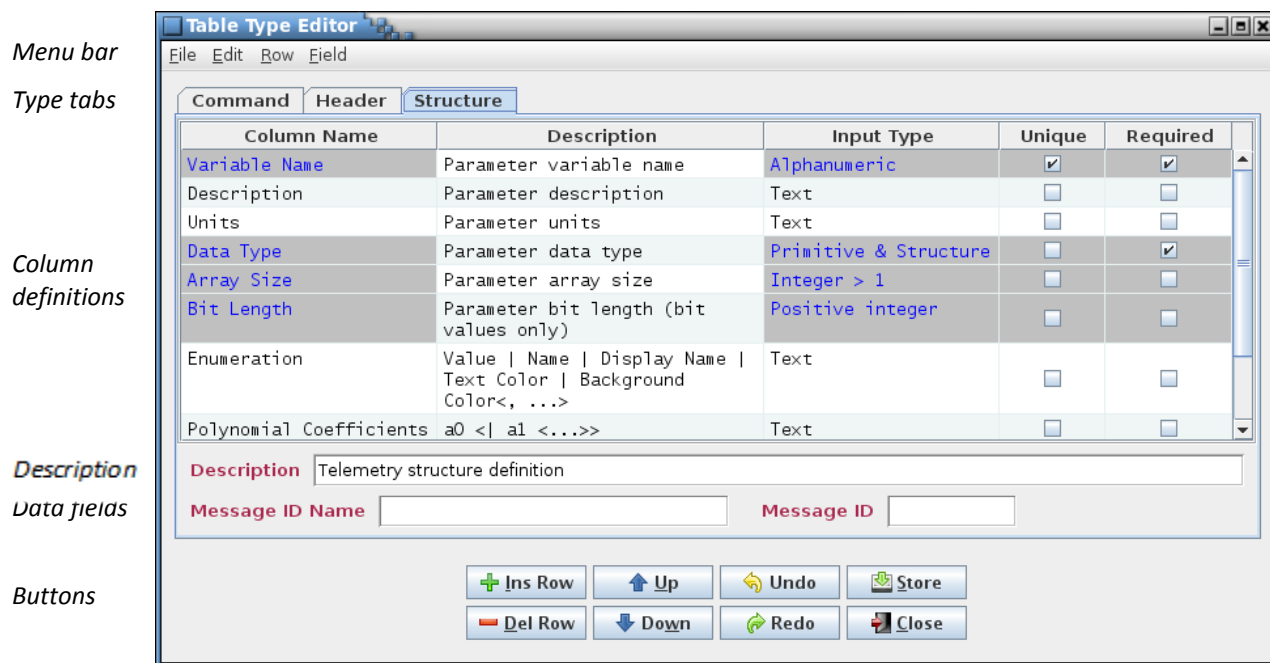 Table Type Editor
Menu bar
File Edit Row Field
Type tabs
Command Header Structure
Column Name Description Input Type Unique Required
Variable Name Parameter variable name Alphanumeric
Description Parameter description Text
Units Parameter units Text
Data Type Parameter data type Primitive & Structure
Column
definitions
Array Size Parameter array size Integer > 1
Bit Length Parameter bit length (bit
values only) Positive integer
Enumeration Value | Name | Display Name |
Text Color | Background
Color<, ...> Text
Polynomial Coefficients a0 <| a1 <...>> Text
Description
Description Telemetry structure definition
Data fields
Message ID Name Message ID
Buttons
Ins Row Up Undo Store
Del Row Down Redo Close